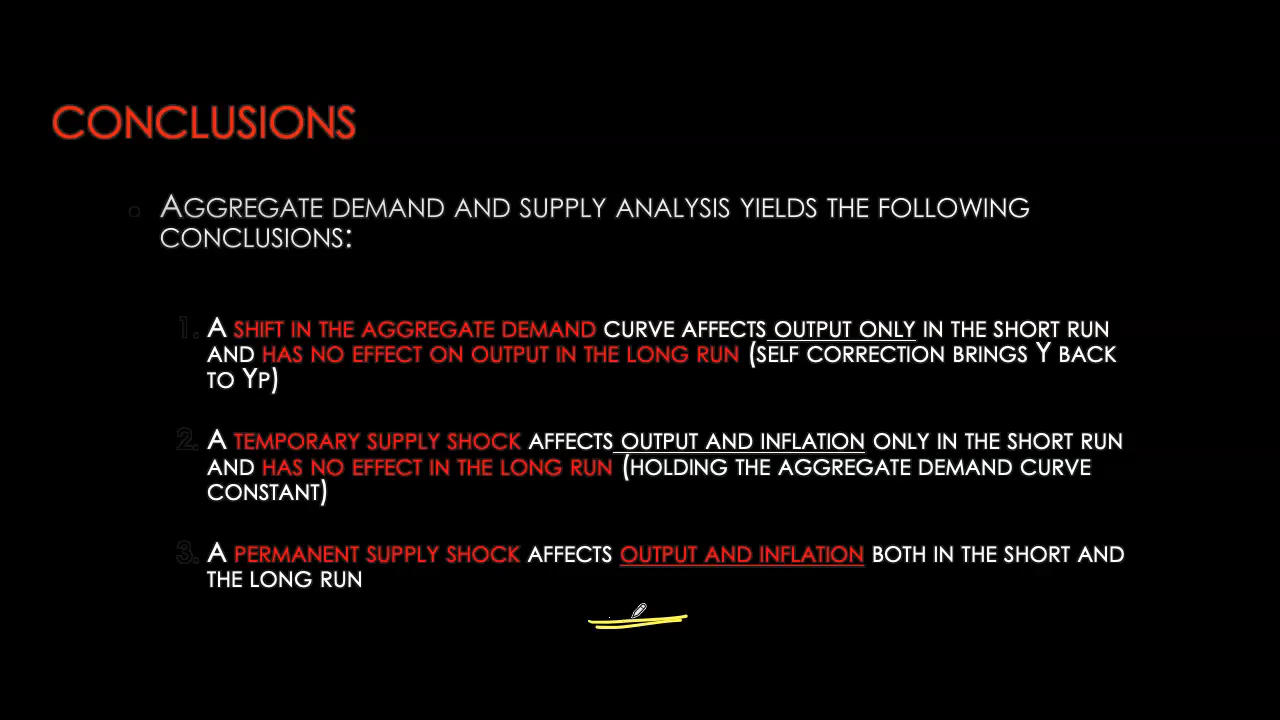 CONCLUSIONS
AGGREGATE DEMAND AND SUPPLY ANALYSIS YIELDS THE FOLLOWING
CONCLUSIONS:
1. A SHIFT IN THE AGGREGATE DEMAND CURVE AFFECTS OUTPUT ONLY IN THE SHORT RUN
AND HAS NO EFFECT ON OUTPUT IN THE LONG RUN (SELF CORRECTION BRINGS Y BACK
TO YP)
2. A TEMPORARY SUPPLY SHOCK AFFECTS OUTPUT AND INFLATION ONLY IN THE SHORT RUN
AND HAS NO EFFECT IN THE LONG RUN (HOLDING THE AGGREGATE DEMAND CURVE
CONSTANT)
3. A PERMANENT SUPPLY SHOCK AFFECTS OUTPUT AND INFLATION BOTH IN THE SHORT AND
THE LONG RUN